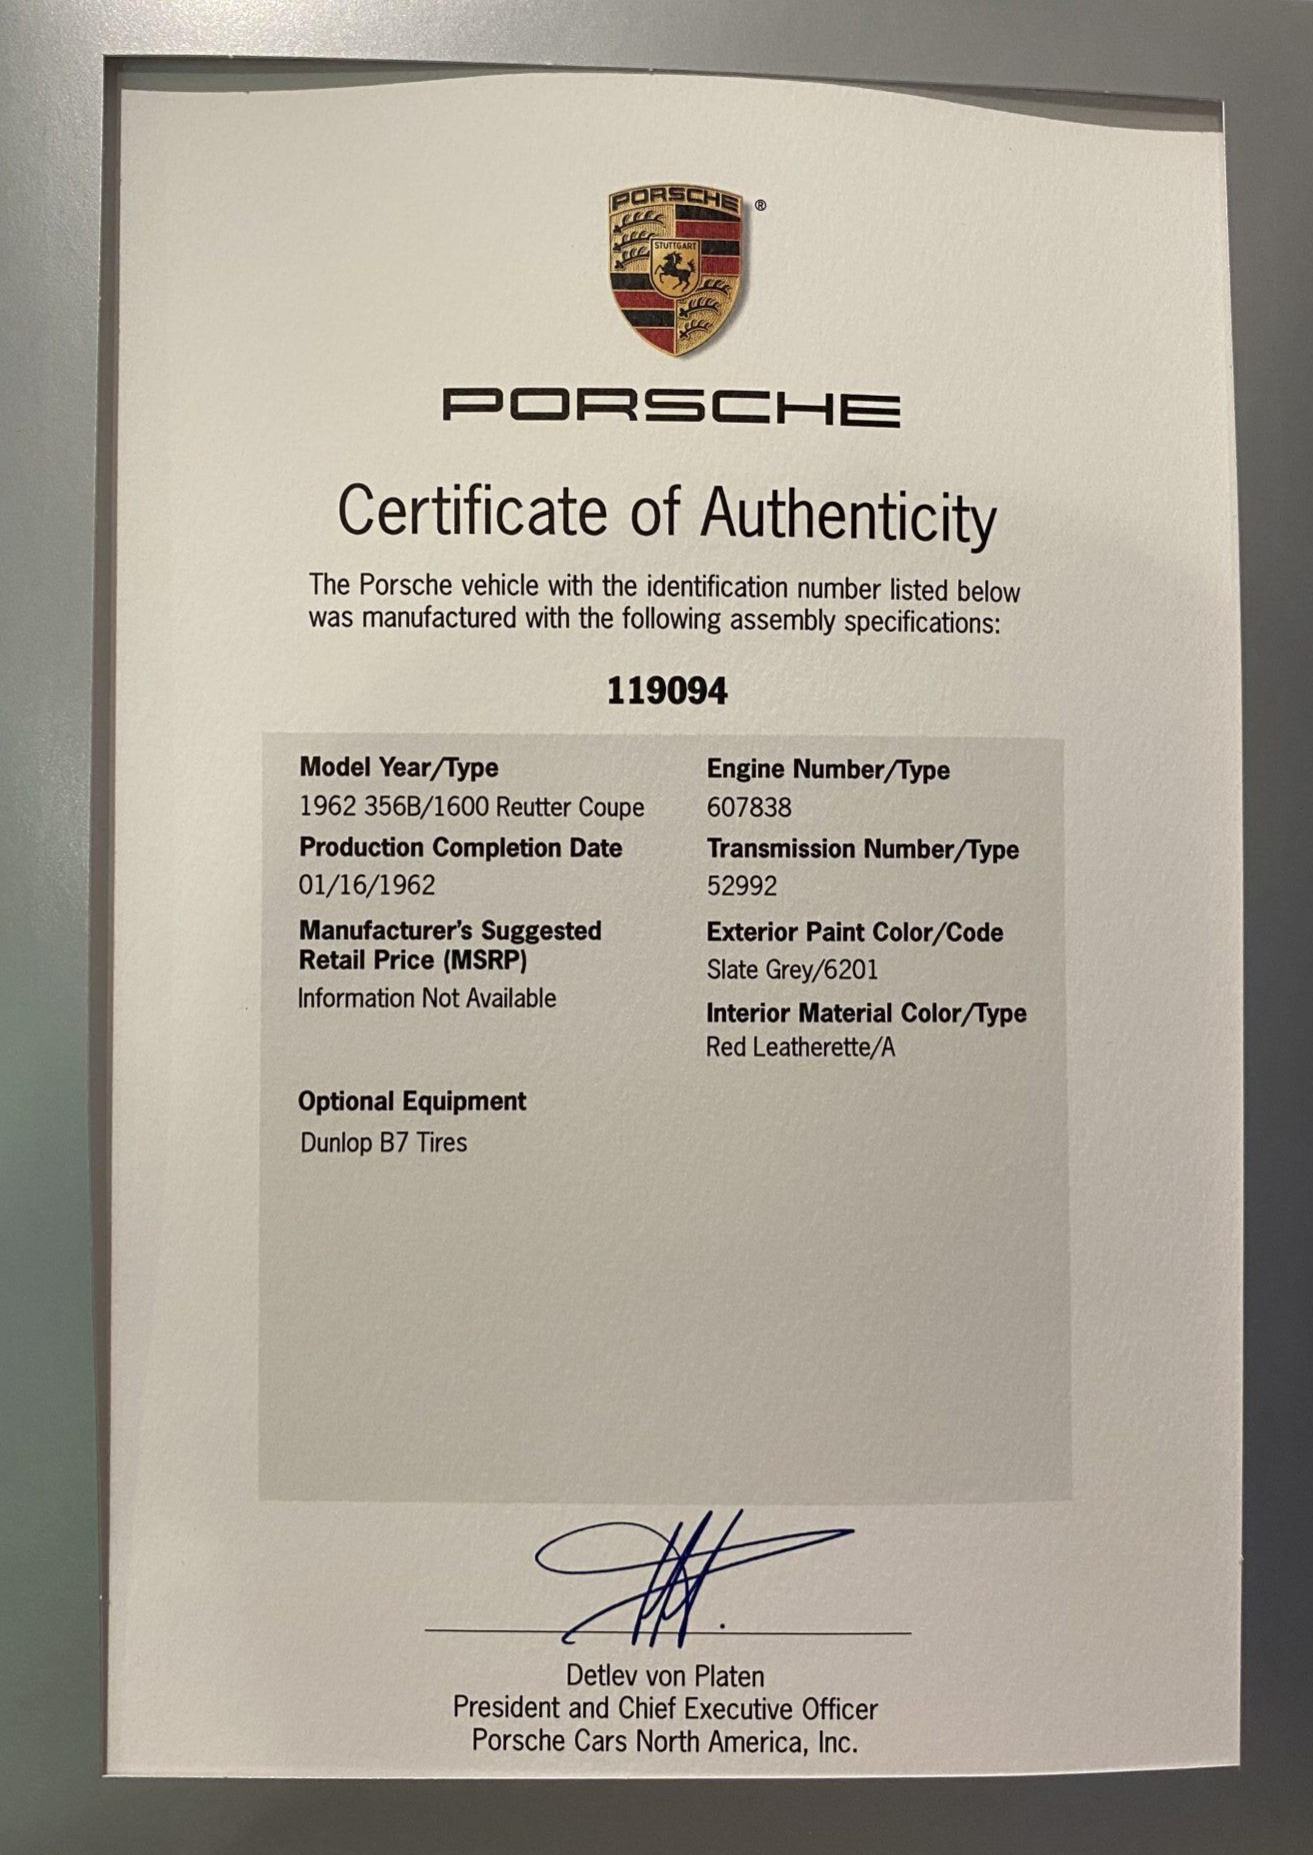 PORSCHE
STUTTGART
®
PORSCHE
Certificate of Authenticity
The Porsche vehicle with the identification number listed below
was manufactured with the following assembly specifications:
119094
Model Year/Type
1962 356B/1600 Reutter Coupe
Production Completion Date
01/16/1962
Manufacturer's Suggested
Retail Price (MSRP)
Information Not Available
Engine Number/Type
607838
Transmission Number/Type
52992
Exterior Paint Color/Code
Slate Grey/6201
Interior Material Color/Type
Red Leatherette/A
Optional Equipment
Dunlop B7 Tires
Detlev von Platen
President and Chief Executive Officer
Porsche Cars North America, Inc.